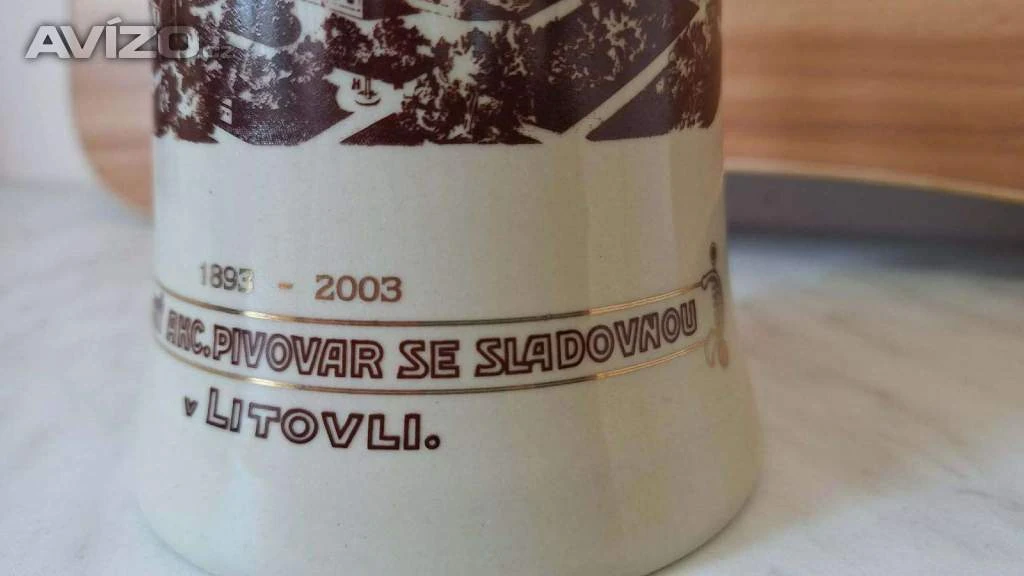 AVÍZO
1893 - 2003
AKC. PIVOVAR SE SLADOVNOU
v LITOVLI.